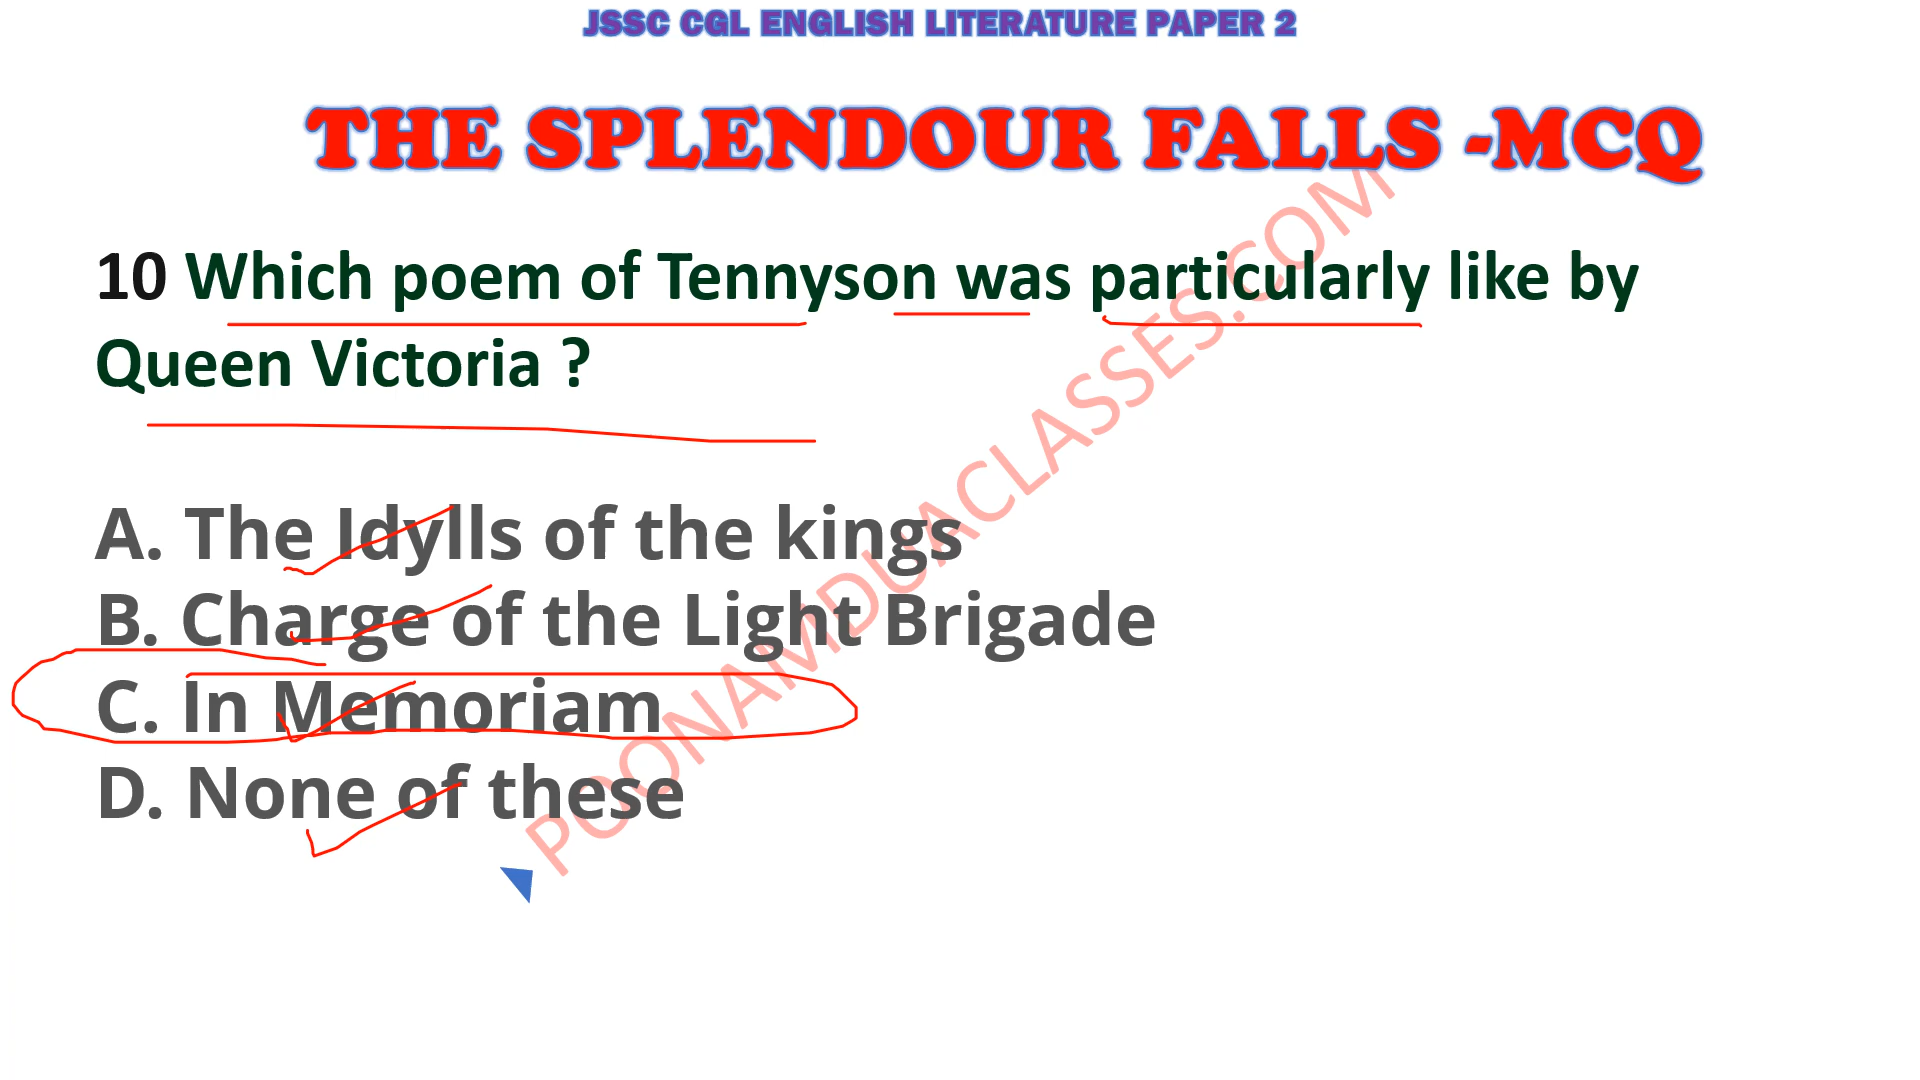 JSSC CGL ENGLISH LITERATURE PAPER 2
THE SPLENDOUR FALLS -MCQ
10 Which poem of Tennyson was particularly like by
Queen Victoria ?
A. The Idylls of the kings
B. Charge of the Light Brigade
C. In Memoriam
D. None of these
POONAMDUACLASSES.COM